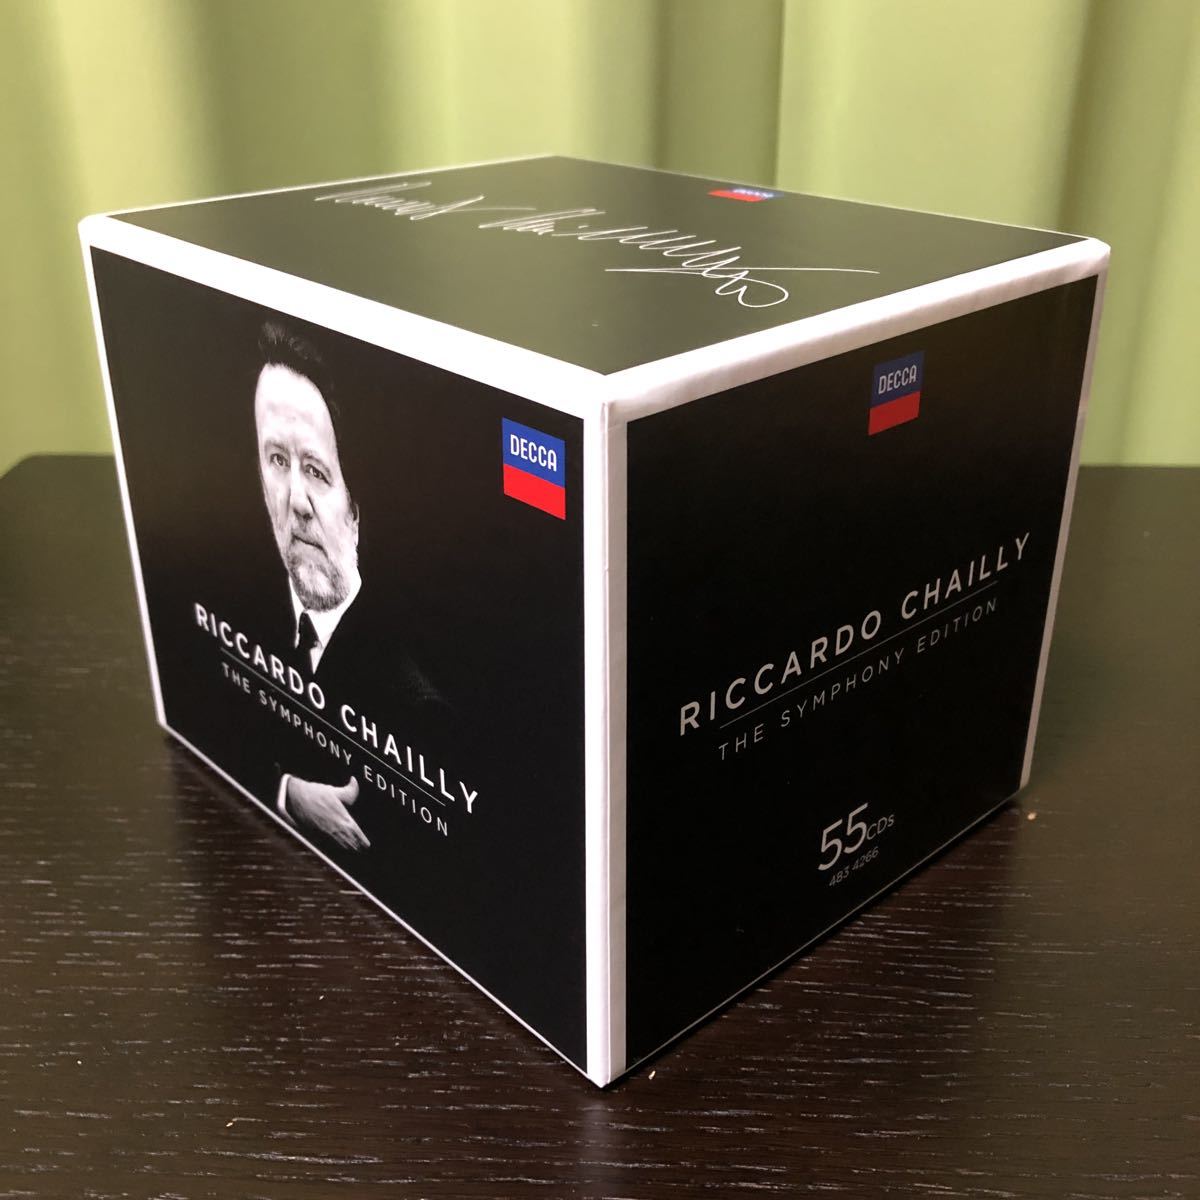 DECCA
DECCA
RICCARDO CHAILLY
THE SYMPHONY EDITION
DECCA
RICCARDO CHAILLY
THE SYMPHONY EDITION
55CDs
483 4266